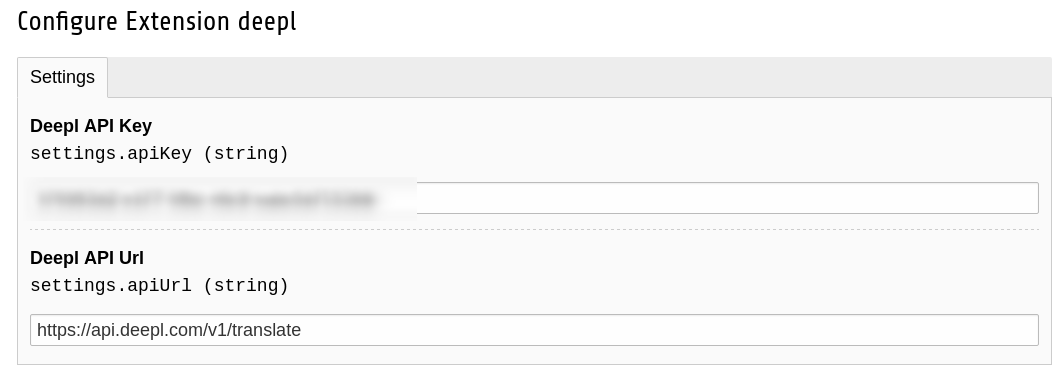 Configure Extension deepl
Settings
Deepl API Key
settings.apiKey (string)
Deepl API Url
settings.apiUrl (string)
https://api.deepl.com/v1/translate